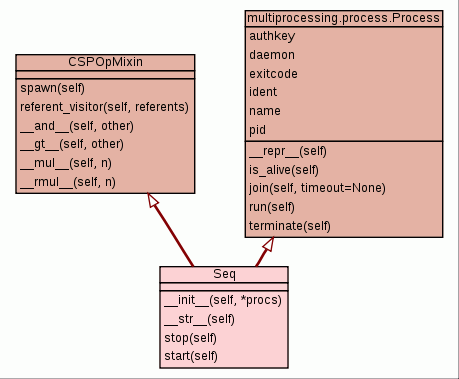 CSPOpMixin
spawn(self)
referent_visitor(self, referents)
__and__(self, other)
__gt__(self, other)
__mul__(self, n)
__rmul__(self, n)
multiprocessing.process.Process
authkey
daemon
exitcode
ident
name
pid
__repr__(self)
is_alive(self)
join(self, timeout=None)
run(self)
terminate(self)
Seq
__init__(self, *procs)
__str__(self)
stop(self)
start(self)